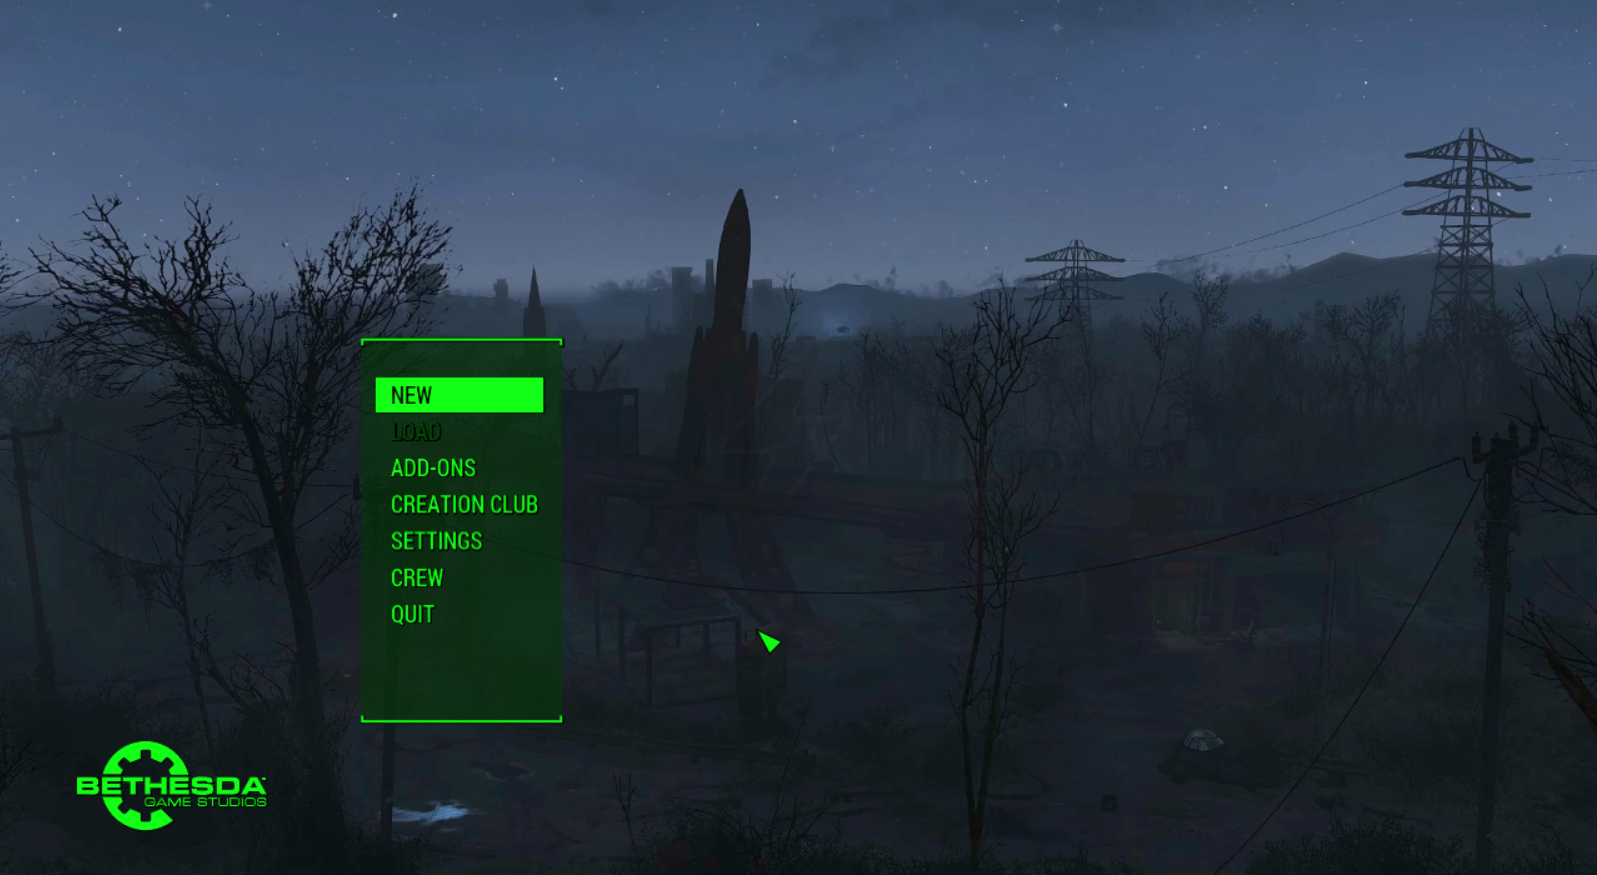 NEW
LOAD
ADD-ONS
CREATION CLUB
SETTINGS
CREW
QUIT
BETHESDA
GAME STUDIOS